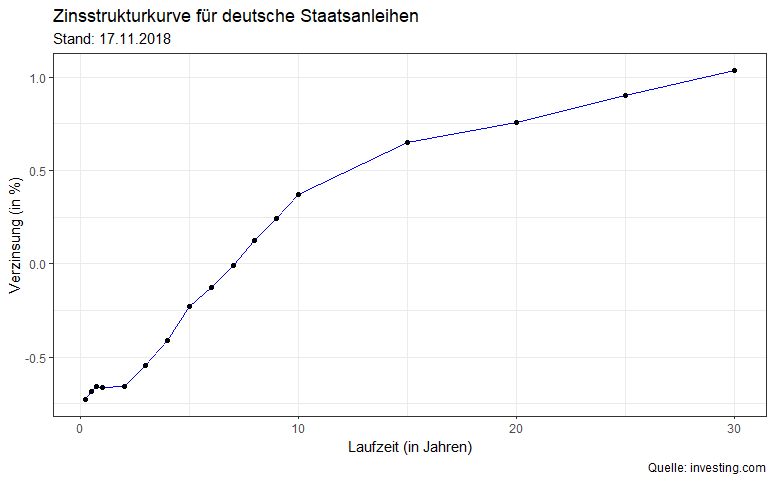 Zinsstrukturkurve für deutsche Staatsanleihen
Stand: 17.11.2018
Verzinsung (in %)
1.0
0.5
0.0
-0.5
0
10
20
30
Laufzeit (in Jahren)
Quelle: investing.com